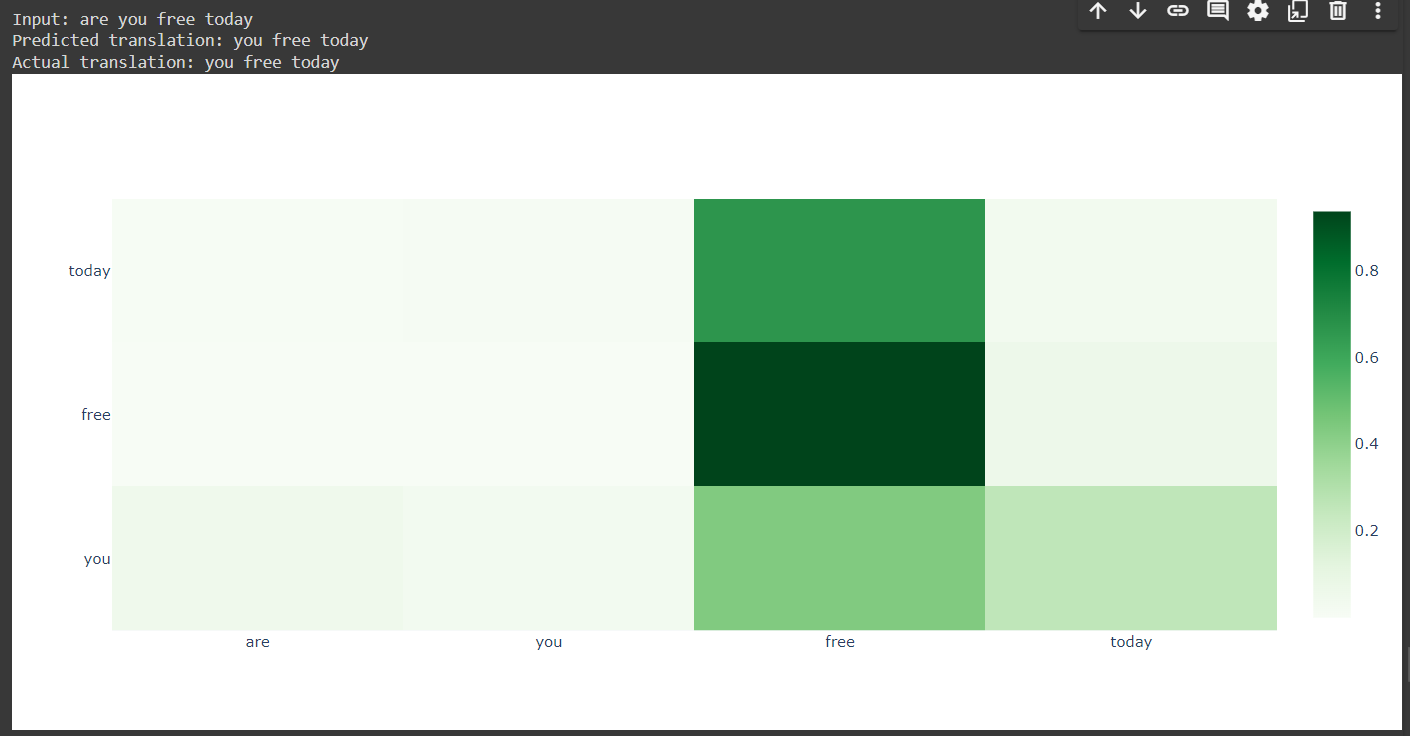 Input: are you free today
Predicted translation: you free today
Actual translation: you free today
today
free
you
are you free today
0.8
0.6
0.4
0.2